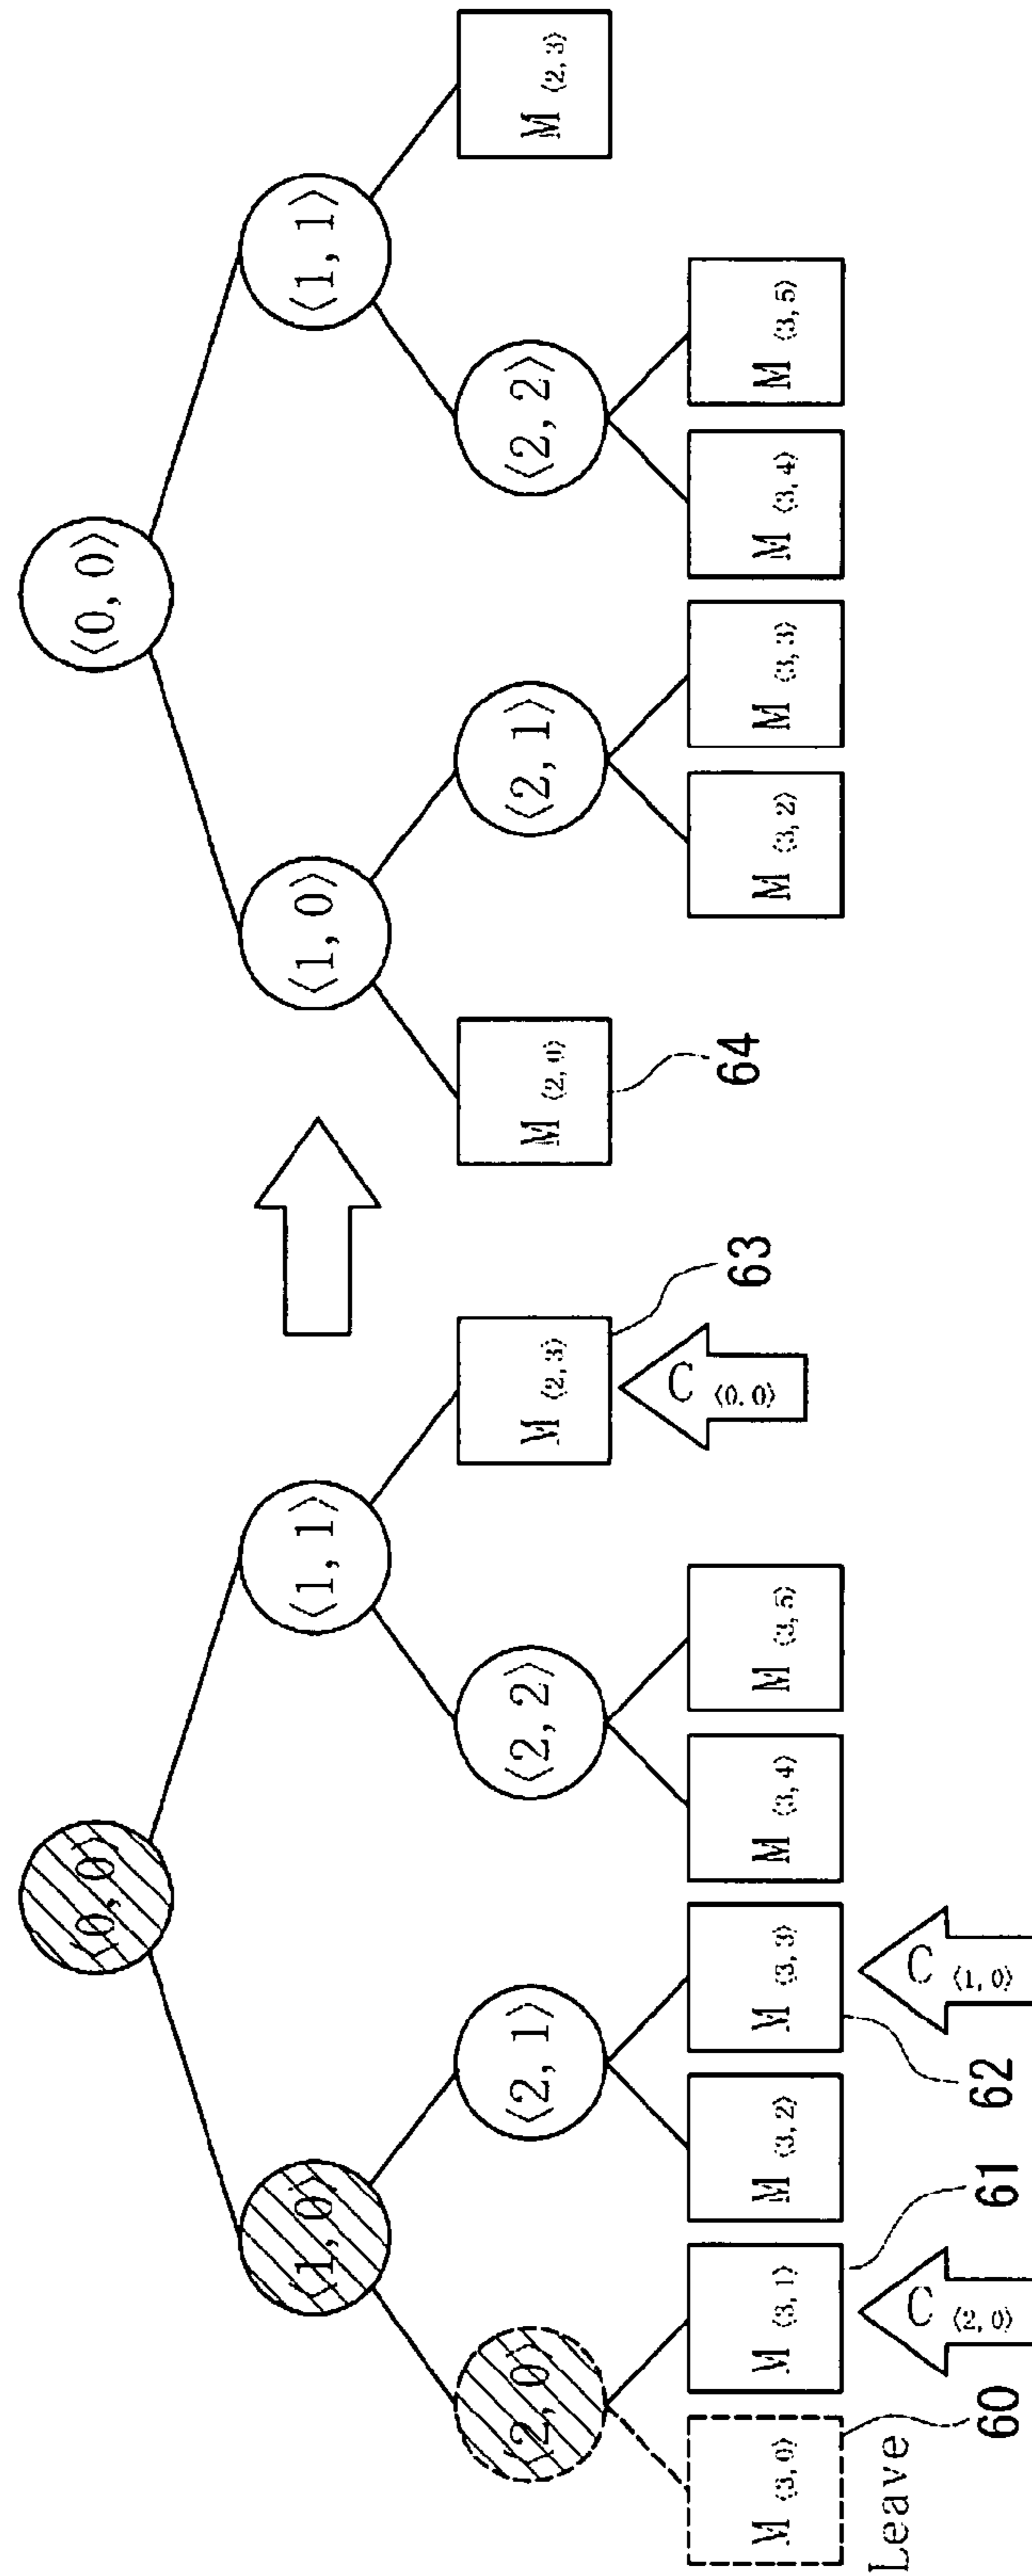 ⟨0, 0⟩
⟨1, 0⟩
⟨1, 1⟩
⟨2, 0⟩
⟨2, 1⟩
⟨2, 2⟩
M ⟨2, 3⟩
63
C ⟨0, 0⟩
M ⟨3, 0⟩
M ⟨3, 1⟩
M ⟨3, 2⟩
M ⟨3, 3⟩
M ⟨3, 4⟩
M ⟨3, 5⟩
Leave
60
C ⟨2, 0⟩
61
62
C ⟨1, 0⟩
⟨0, 0⟩
⟨1, 0⟩
⟨1, 1⟩
M ⟨2, 0⟩
64
⟨2, 1⟩
⟨2, 2⟩
M ⟨2, 3⟩
M ⟨3, 2⟩
M ⟨3, 3⟩
M ⟨3, 4⟩
M ⟨3, 5⟩